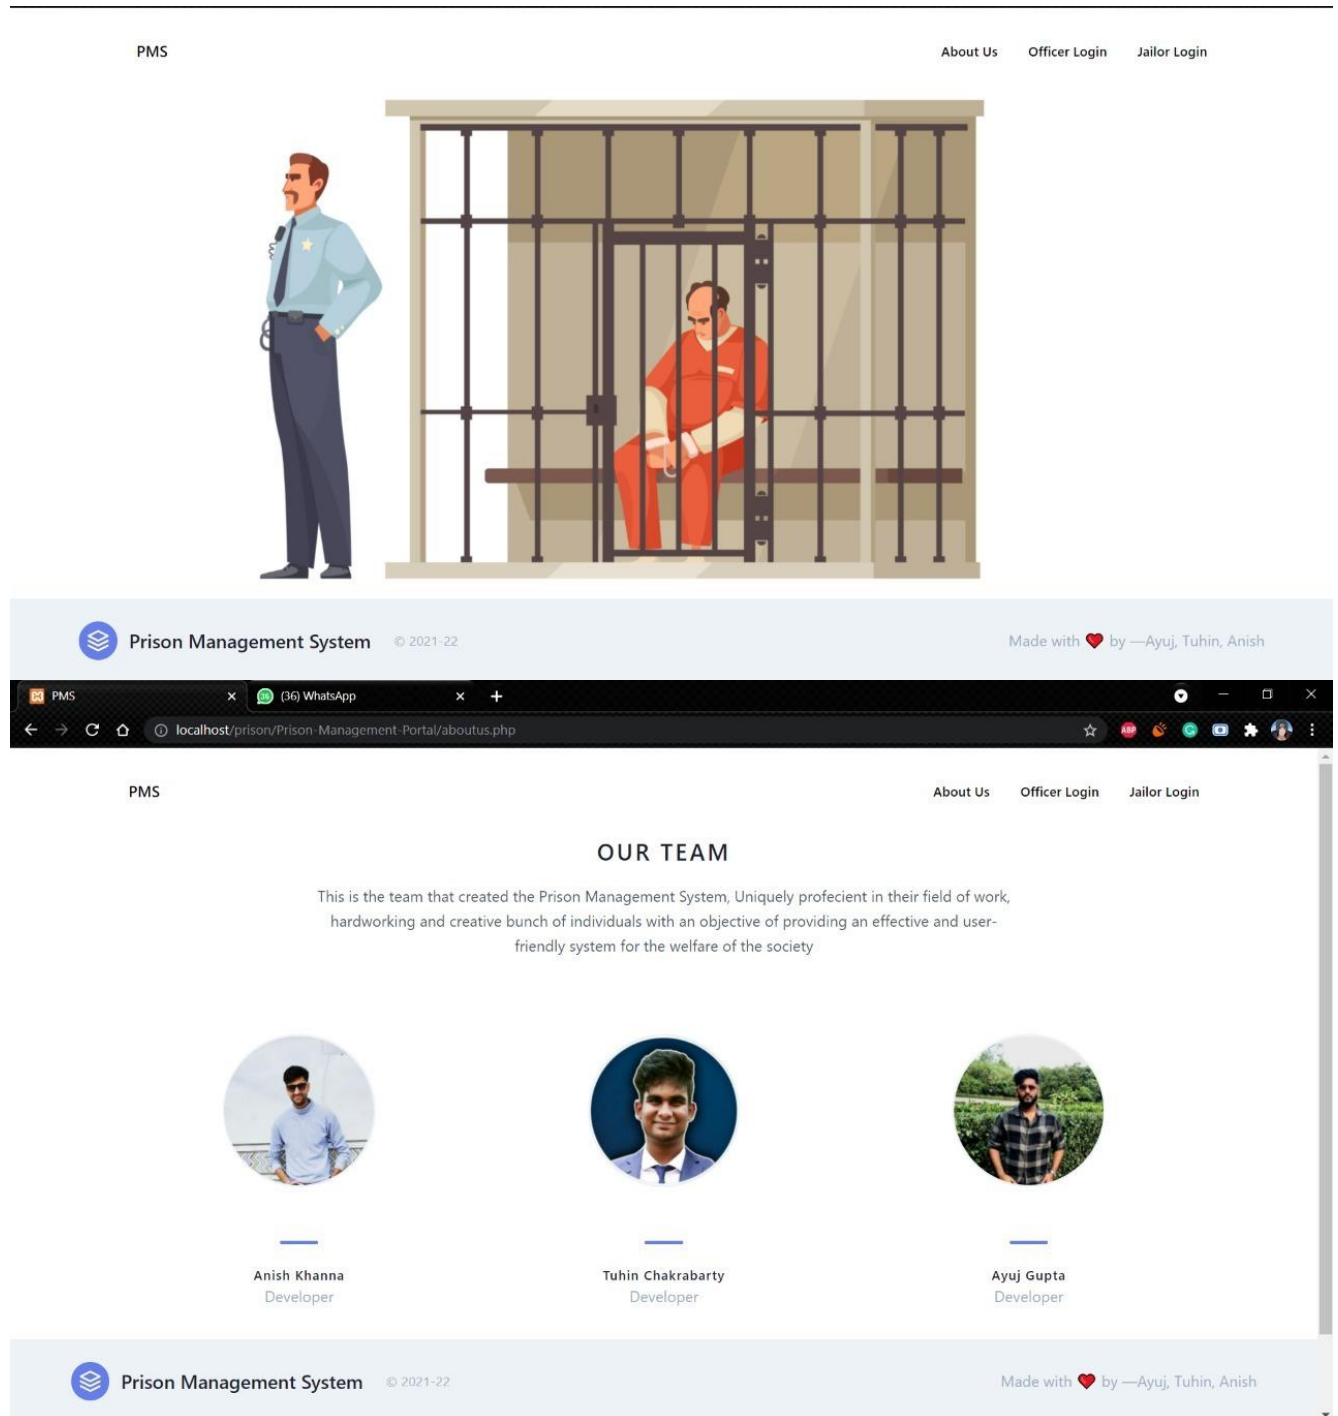 PMS
About Us Officer Login Jailor Login
Prison Management System © 2021-22
Made with ❤ by —Ayuj, Tuhin, Anish
PMS (36) WhatsApp
localhost/prison/Prison-Management-Portal/aboutus.php
ABP
PMS
About Us Officer Login Jailor Login
OUR TEAM
This is the team that created the Prison Management System, Uniquely profecient in their field of work,
hardworking and creative bunch of individuals with an objective of providing an effective and user-
friendly system for the welfare of the society
Anish Khanna
Developer
Tuhin Chakrabarty
Developer
Ayuj Gupta
Developer
Prison Management System © 2021-22
Made with ❤ by —Ayuj, Tuhin, Anish